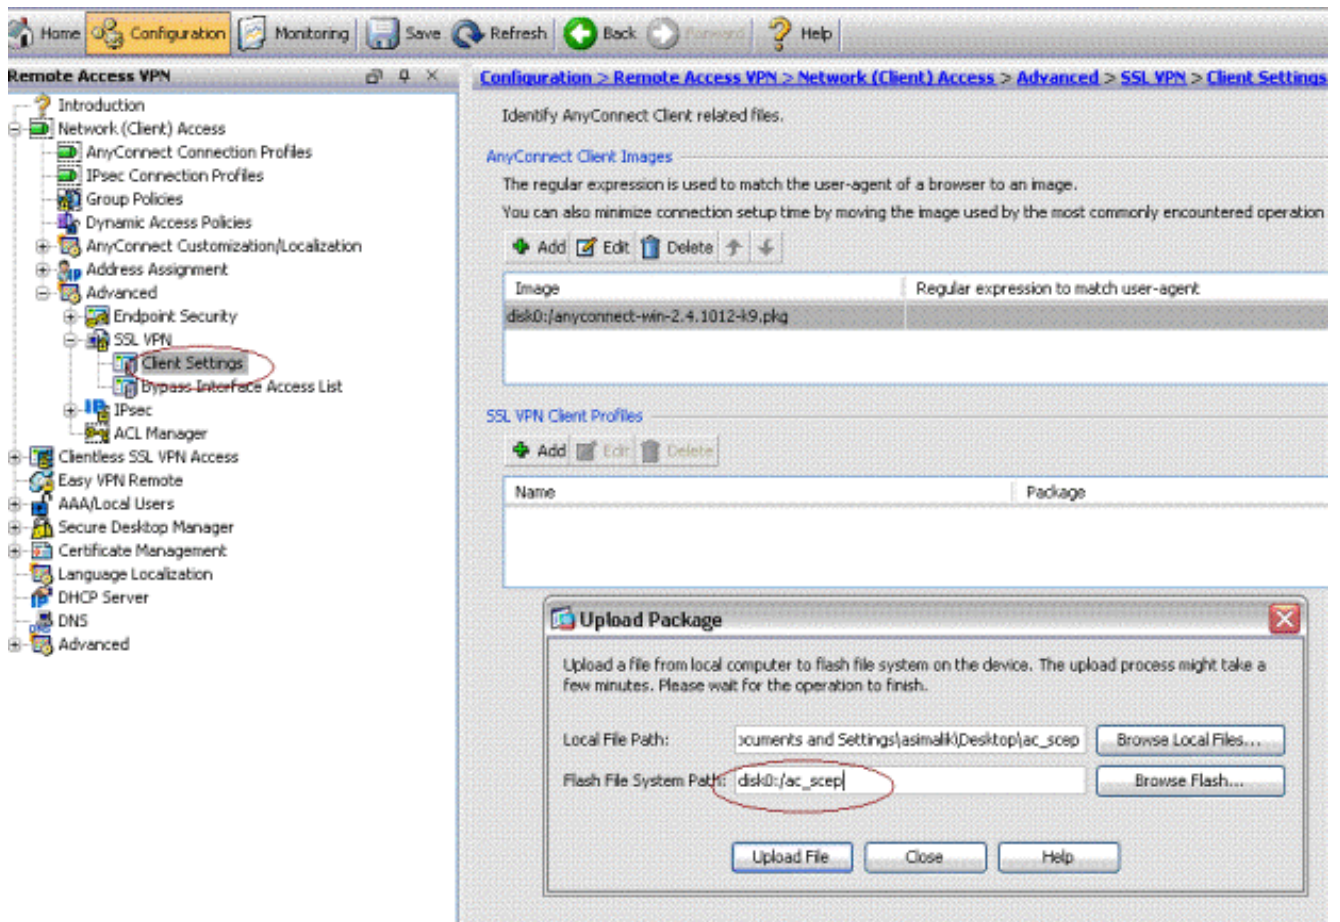 Home Configuration Monitoring Save Refresh Back Forward Help
Remote Access VPN
Introduction
Network (Client) Access
AnyConnect Connection Profiles
IPsec Connection Profiles
Group Policies
Dynamic Access Policies
AnyConnect Customization/Localization
Address Assignment
Advanced
Endpoint Security
SSL VPN
Client Settings
Bypass Interface Access List
IPsec
ACL Manager
Clientless SSL VPN Access
Easy VPN Remote
AAA/Local Users
Secure Desktop Manager
Certificate Management
Language Localization
DHCP Server
DNS
Advanced
Configuration > Remote Access VPN > Network (Client) Access > Advanced > SSL VPN > Client Settings
Identify AnyConnect Client related files.
AnyConnect Client Images
The regular expression is used to match the user-agent of a browser to an image.
You can also minimize connection setup time by moving the image used by the most commonly encountered operation
Add Edit Delete
Image Regular expression to match user-agent
disk0:/anyconnect-win-2.4.1012-k9.pkg
SSL VPN Client Profiles
Add Edit Delete
Name Package
Upload Package
Upload a file from local computer to flash file system on the device. The upload process might take a
few minutes. Please wait for the operation to finish.
Local File Path: ocuments and Settings\asimalik\Desktop\ac_scep Browse Local Files...
Flash File System Path: disk0:/ac_scep Browse Flash...
Upload File Close Help